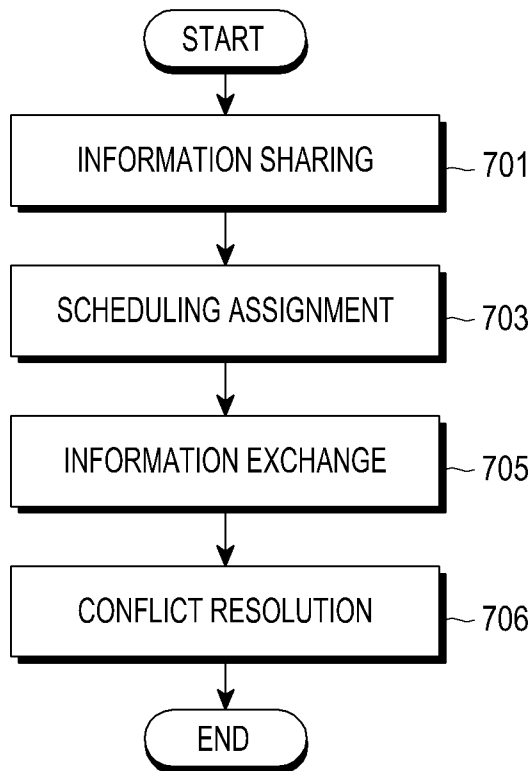 START
INFORMATION SHARING
701
SCHEDULING ASSIGNMENT
703
INFORMATION EXCHANGE
705
CONFLICT RESOLUTION
706
END